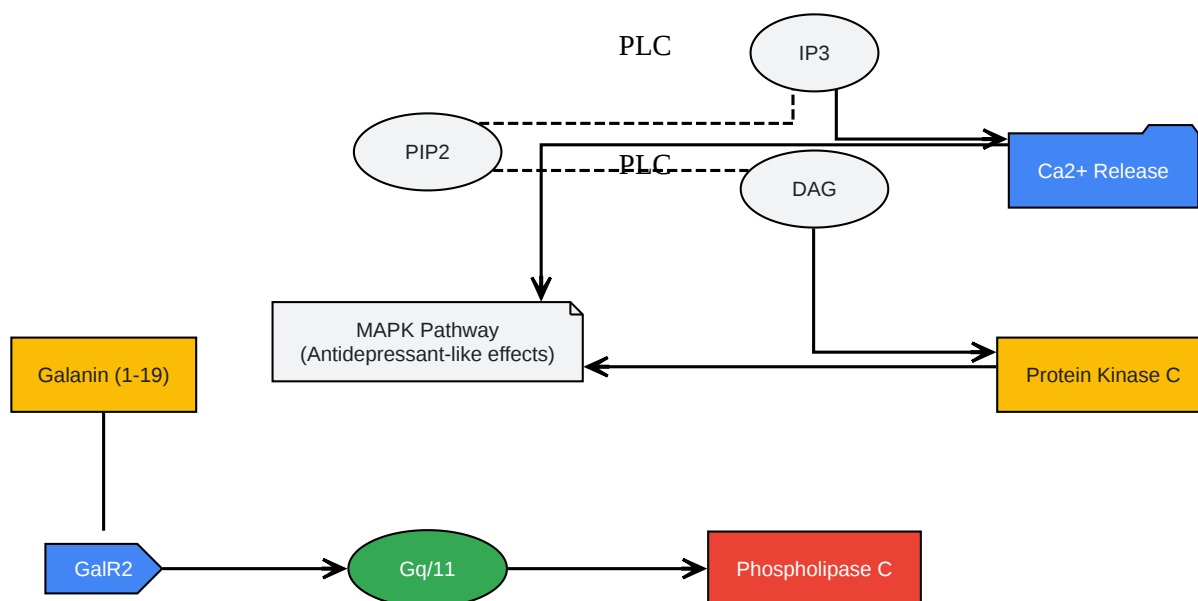 PLC
IP3
PIP2
PLC
Ca2+ Release
DAG
MAPK Pathway
(Antidepressant-like effects)
Galanin (1-19)
Protein Kinase C
GalR2
Gq/11
Phospholipase C